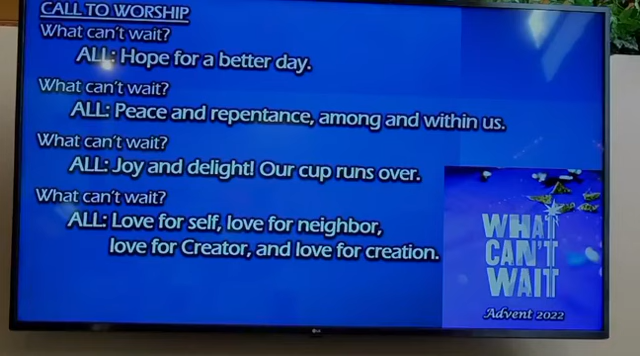 CALL TO WORSHIP
What can't wait?
ALL: Hope for a better day.
What can't wait?
ALL: Peace and repentance, among and within us.
What can't wait?
ALL: Joy and delight! Our cup runs over.
What can't wait?
ALL: Love for self, love for neighbor,
love for Creator, and love for creation.
WHAT
CAN'T
WAIT
Advent 2022
LG